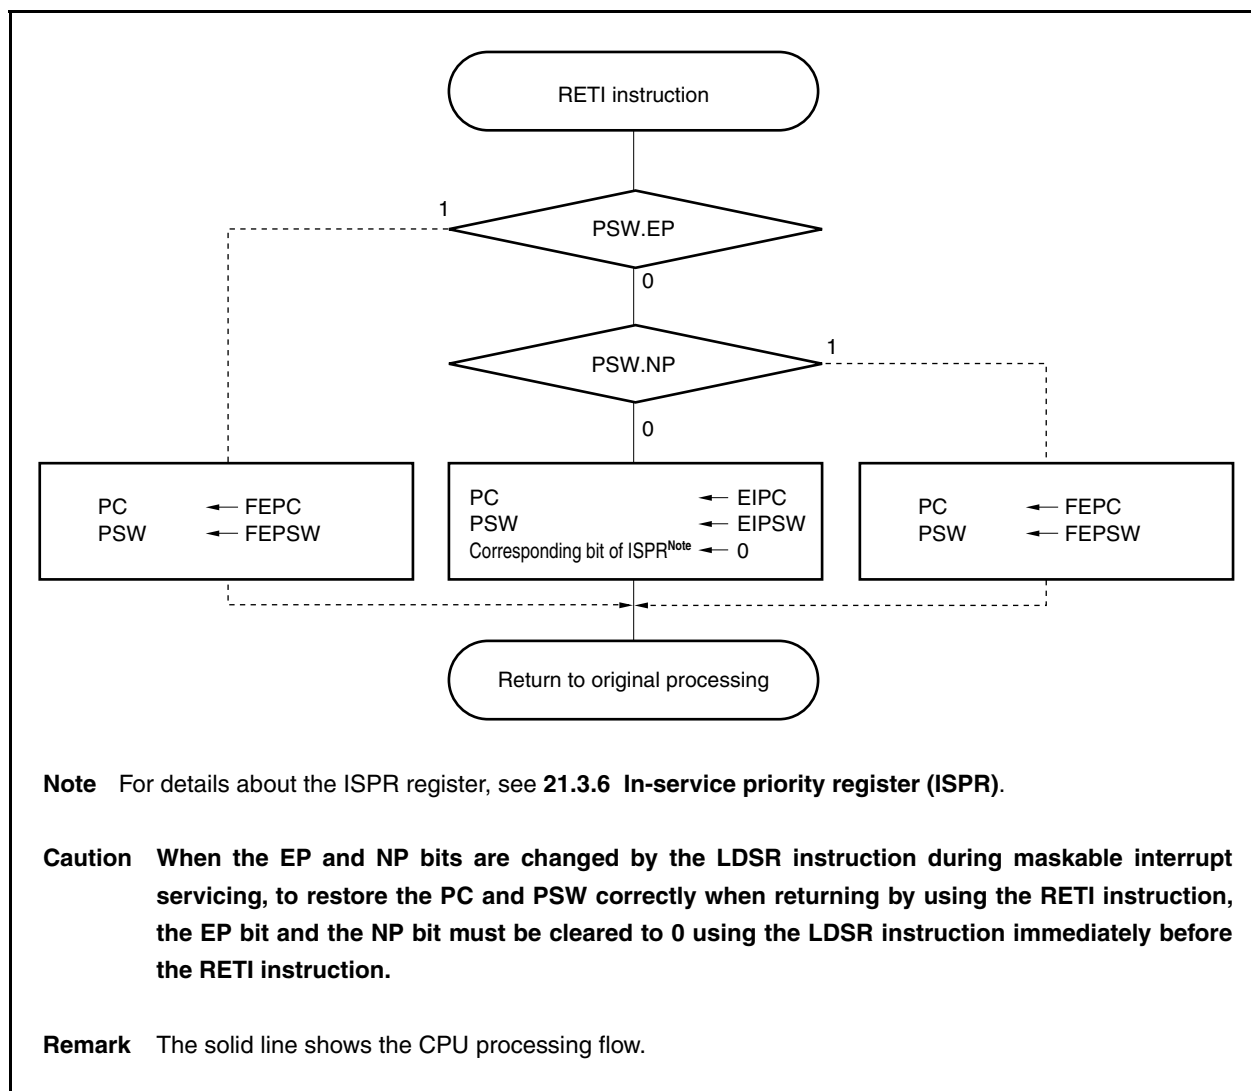 RETI instruction
1
PSW.EP
0
1
PSW.NP
0
PC ← FEPC
PSW ← FEPSW
PC ← EIPC
PSW ← EIPSW
Corresponding bit of ISPRNote ← 0
PC ← FEPC
PSW ← FEPSW
Return to original processing
Note For details about the ISPR register, see 21.3.6 In-service priority register (ISPR).
Caution When the EP and NP bits are changed by the LDSR instruction during maskable interrupt
servicing, to restore the PC and PSW correctly when returning by using the RETI instruction,
the EP bit and the NP bit must be cleared to 0 using the LDSR instruction immediately before
the RETI instruction.
Remark The solid line shows the CPU processing flow.